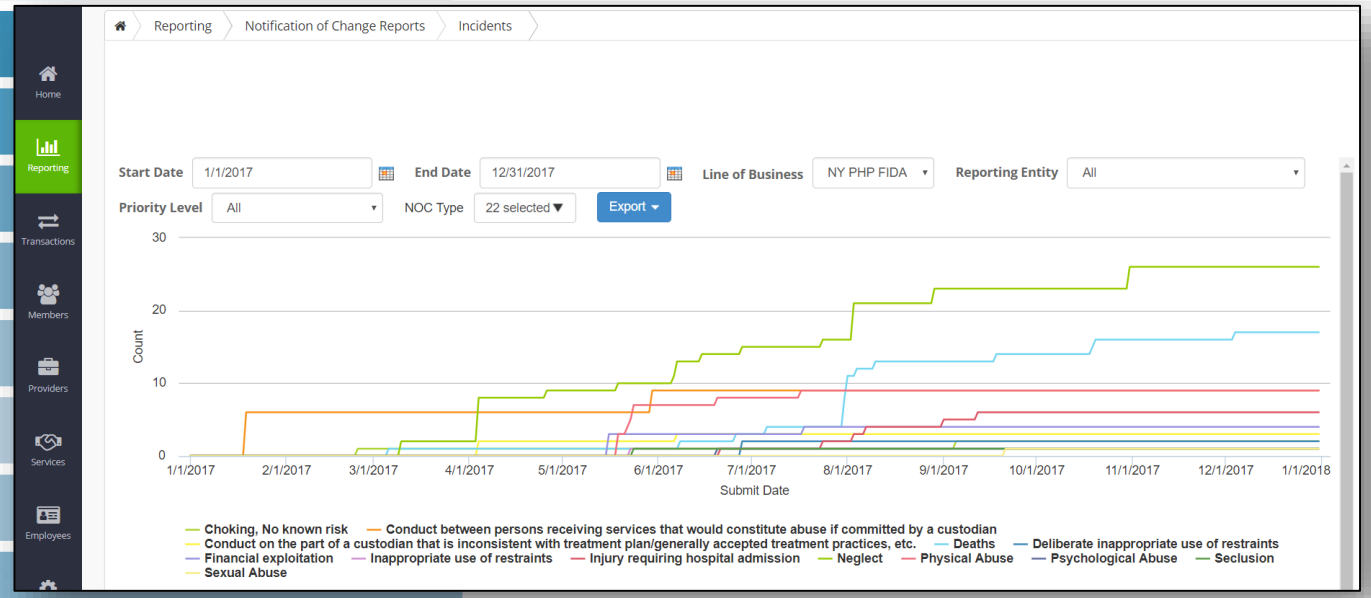 Reporting Notification of Change Reports Incidents
Home
Reporting
Transactions
Members
Providers
Services
Employees
Start Date 1/1/2017 End Date 12/31/2017 Line of Business NY PHP FIDA Reporting Entity All
Priority Level All NOC Type 22 selected Export
30
20
10
0
Count
1/1/2017 2/1/2017 3/1/2017 4/1/2017 5/1/2017 6/1/2017 7/1/2017 8/1/2017 9/1/2017 10/1/2017 11/1/2017 12/1/2017 1/1/2018
Submit Date
Choking, No known risk Conduct between persons receiving services that would constitute abuse if committed by a custodian
Conduct on the part of a custodian that is inconsistent with treatment plan/generally accepted treatment practices, etc. Deaths Deliberate inappropriate use of restraints
Financial exploitation Inappropriate use of restraints Injury requiring hospital admission Neglect Physical Abuse Psychological Abuse Seclusion
Sexual Abuse